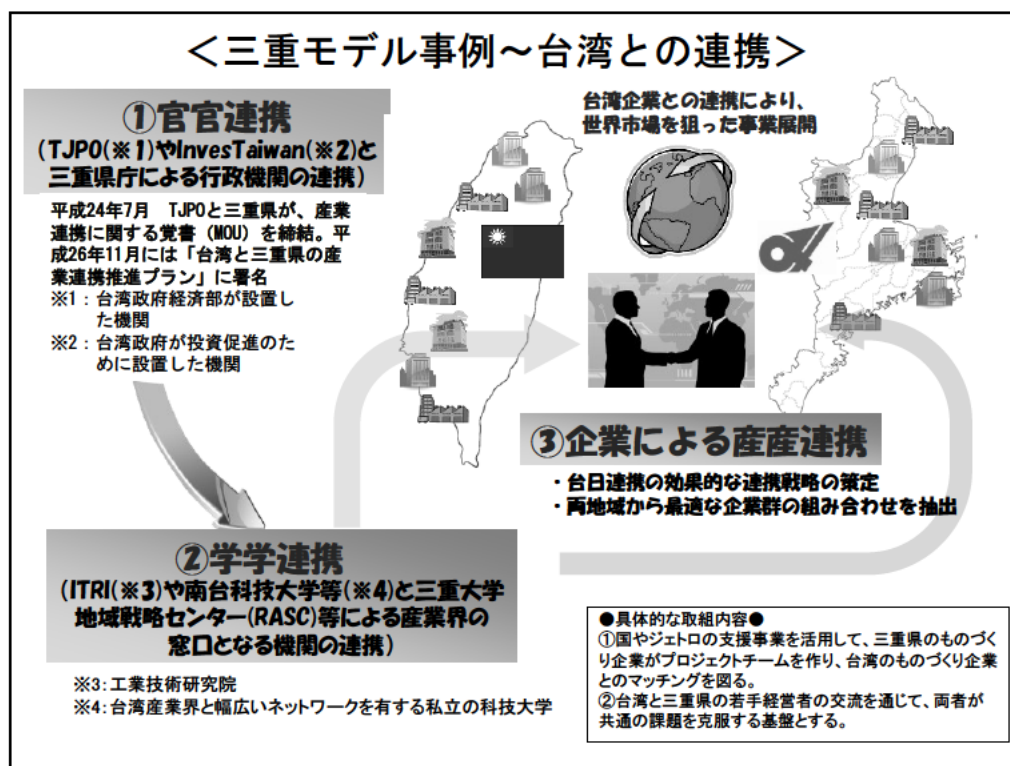 ＜三重モデル事例～台湾との連携＞
①官官連携
(TJPO(※1)やInvesTaiwan(※2)と
三重県庁による行政機関の連携)
平成24年7月　TJPOと三重県が、産業
連携に関する覚書（MOU）を締結。平
成26年11月には「台湾と三重県の産
業連携推進プラン」に署名
※1：台湾政府経済部が設置し
た機関
※2：台湾政府が投資促進のた
めに設置した機関
台湾企業との連携により、
世界市場を狙った事業展開
②学学連携
(ITRI(※3)や南台科技大学等(※4)と三重大学
地域戦略センター(RASC)等による産業界の
窓口となる機関の連携)
※3：工業技術研究院
※4：台湾産業界と幅広いネットワークを有する私立の科技大学
③企業による産産連携
・台日連携の効果的な連携戦略の策定
・両地域から最適な企業群の組み合わせを抽出
●具体的な取組内容●
①国やジェトロの支援事業を活用して、三重県のものづく
り企業がプロジェクトチームを作り、台湾のものづくり企業
とのマッチングを図る。
②台湾と三重県の若手経営者の交流を通じて、両者が
共通の課題を克服する基盤とする。